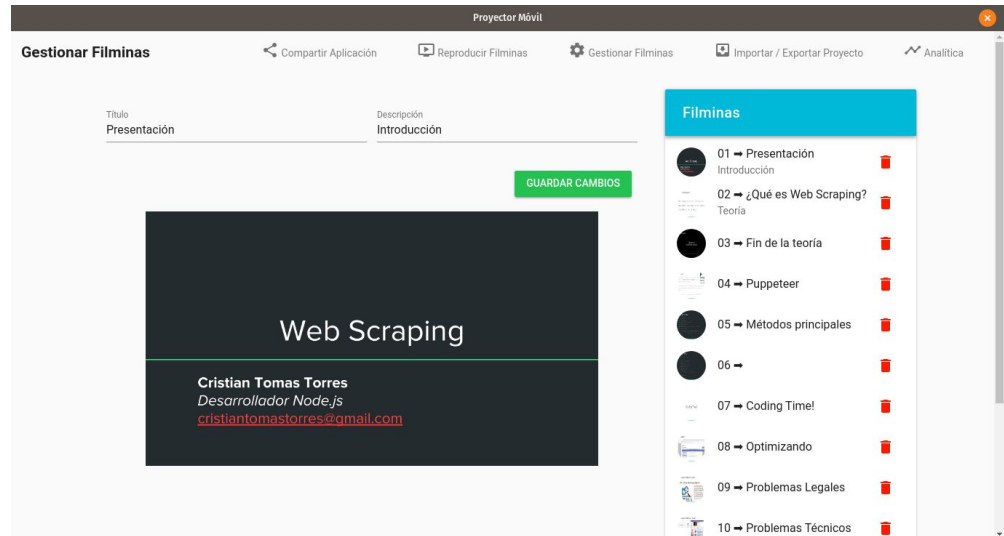 Proyector Móvil
Gestionar Filminas
Compartir Aplicación
Reproducir Filminas
Gestionar Filminas
Importar / Exportar Proyecto
Analítica
Título
Presentación
Descripción
Introducción
GUARDAR CAMBIOS
Web Scraping
Cristian Tomas Torres
Desarrollador Node.js
cristiantomastorres@gmail.com
Filminas
01 ➡ Presentación
Introducción
02 ➡ ¿Qué es Web Scraping?
Teoría
03 ➡ Fin de la teoría
04 ➡ Puppeteer
05 ➡ Métodos principales
06 ➡
07 ➡ Coding Time!
08 ➡ Optimizando
09 ➡ Problemas Legales
10 ➡ Problemas Técnicos